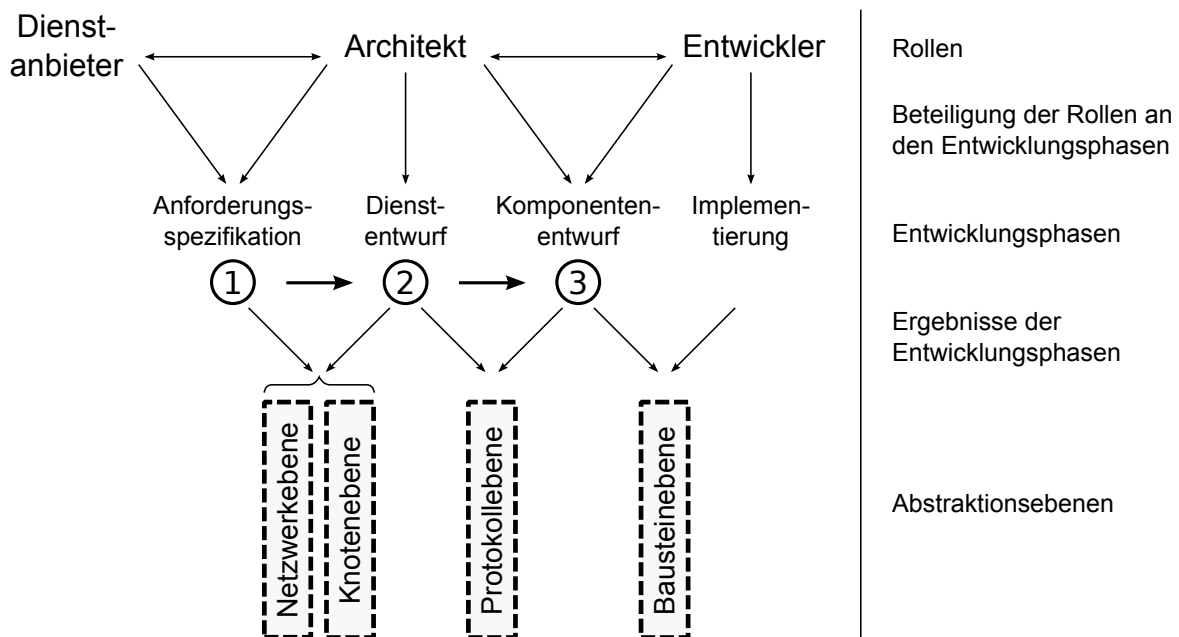 Dienst-
anbieter
Architekt
Entwickler
Rollen
Beteiligung der Rollen an
den Entwicklungsphasen
Anforderungs-
spezifikation
Dienst-
entwurf
Komponenten-
entwurf
Implemen-
tierung
Entwicklungsphasen
1
2
3
Ergebnisse der
Entwicklungsphasen
Netzwerkebene
Knotenebene
Protokollebene
Bausteinebene
Abstraktionsebenen